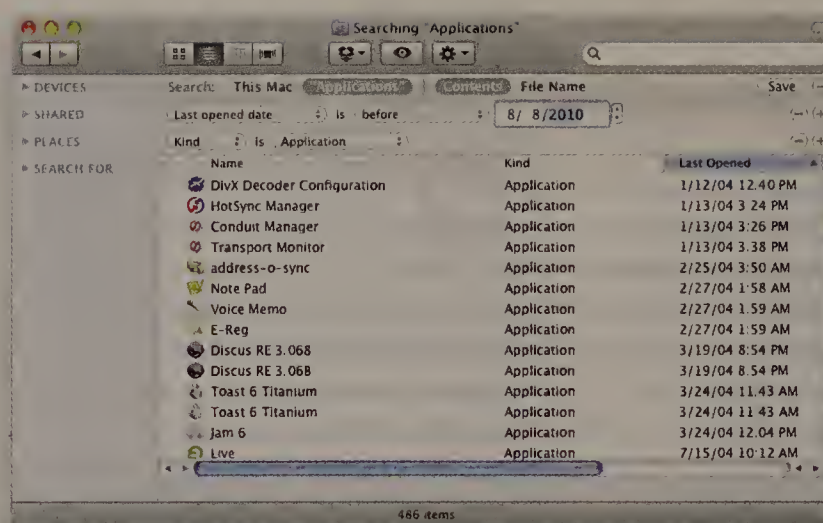 Searching "Applications"
DEVICES
SHARED
PLACES
SEARCH FOR
Search: This Mac "Applications" Contents File Name Save
Last opened date is before 8/ 8/2010
Kind is Application
Name Kind Last Opened
DivX Decoder Configuration Application 1/12/04 12.40 PM
HotSync Manager Application 1/13/04 3 24 PM
Conduit Manager Application 1/13/04 3:26 PM
Transport Monitor Application 1/13/04 3.38 PM
address-o-sync Application 2/25/04 3:50 AM
Note Pad Application 2/27/04 1:58 AM
Voice Memo Application 2/27/04 1.59 AM
E-Reg Application 2/27/04 1:59 AM
Discus RE 3.068 Application 3/19/04 8:54 PM
Discus RE 3.06B Application 3/19/04 8.54 PM
Toast 6 Titanium Application 3/24/04 11.43 AM
Toast 6 Titanium Application 3/24/04 11 43 AM
Jam 6 Application 3/24/04 12.04 PM
Live Application 7/15/04 10:12 AM
486 items